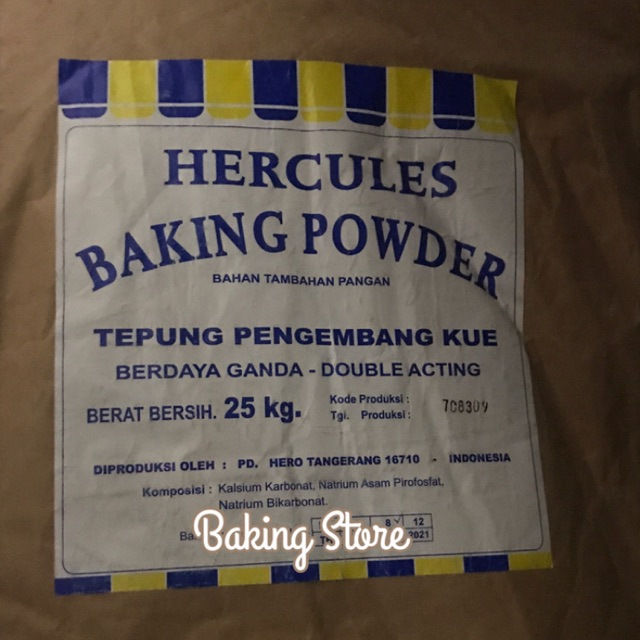 HERCULES
BAKING POWDER
BAHAN TAMBAHAN PANGAN
TEPUNG PENGEMBANG KUE
BERDAYA GANDA - DOUBLE ACTING
BERAT BERSIH. 25 kg.
Kode Produksi :
Tgl. Produksi :
708309
DIPRODUKSI OLEH : PD. HERO TANGERANG 16710 - INDONESIA
Komposisi : Kalsium Karbonat, Natrium Asam Pirofosfat,
Natrium Bikarbonat.
8 12
2021
Baking Store